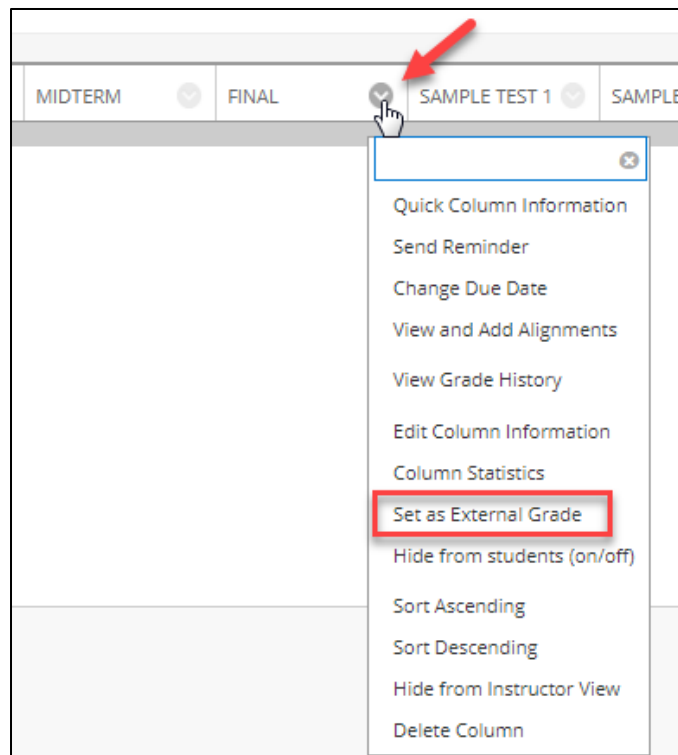 MIDTERM FINAL SAMPLE TEST 1 SAMPLE
Quick Column Information
Send Reminder
Change Due Date
View and Add Alignments
View Grade History
Edit Column Information
Column Statistics
Set as External Grade
Hide from students (on/off)
Sort Ascending
Sort Descending
Hide from Instructor View
Delete Column